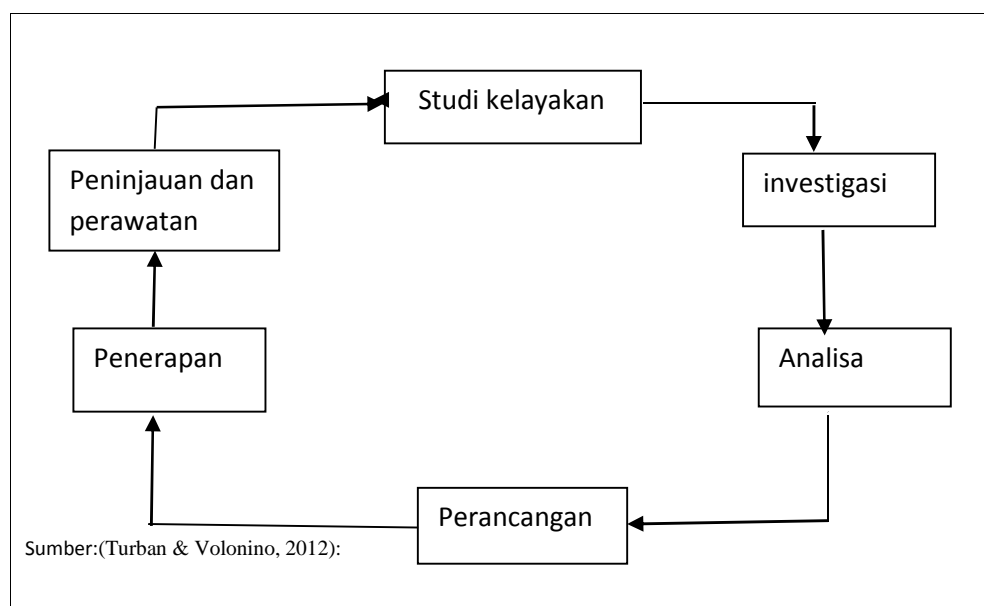 Studi kelayakan
Peninjauan dan
perawatan
investigasi
Penerapan
Analisa
Perancangan
Sumber:(Turban & Volonino, 2012):